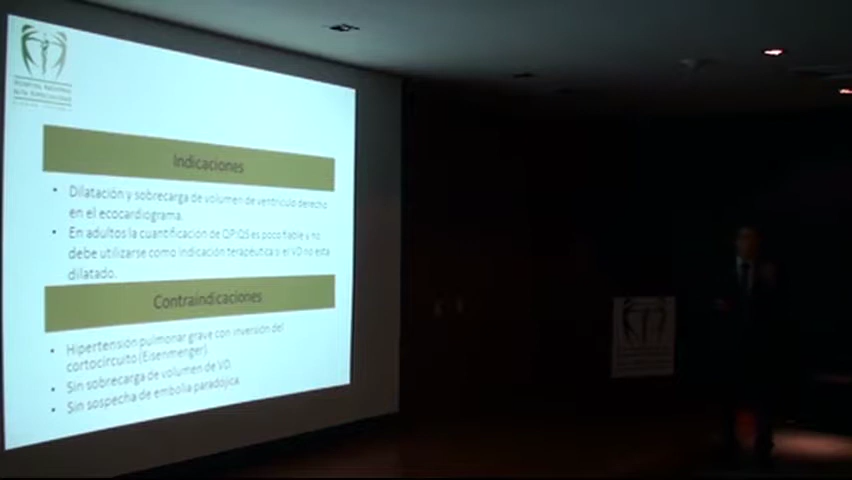 Indicaciones
• Dilatación y sobrecarga de volumen de ventrículo derecho
en el ecocardiograma.
• En adultos la cuantificación de QP:QS es poco fiable y no
debe utilizarse como indicación terapéutica si el VD no esta
dilatado.
Contraindicaciones
• Hipertensión pulmonar grave con inversión del
cortocircuito (Eisenmenger)
• Sin sobrecarga de volumen de VD.
• Sin sospecha de embolia paradójica.